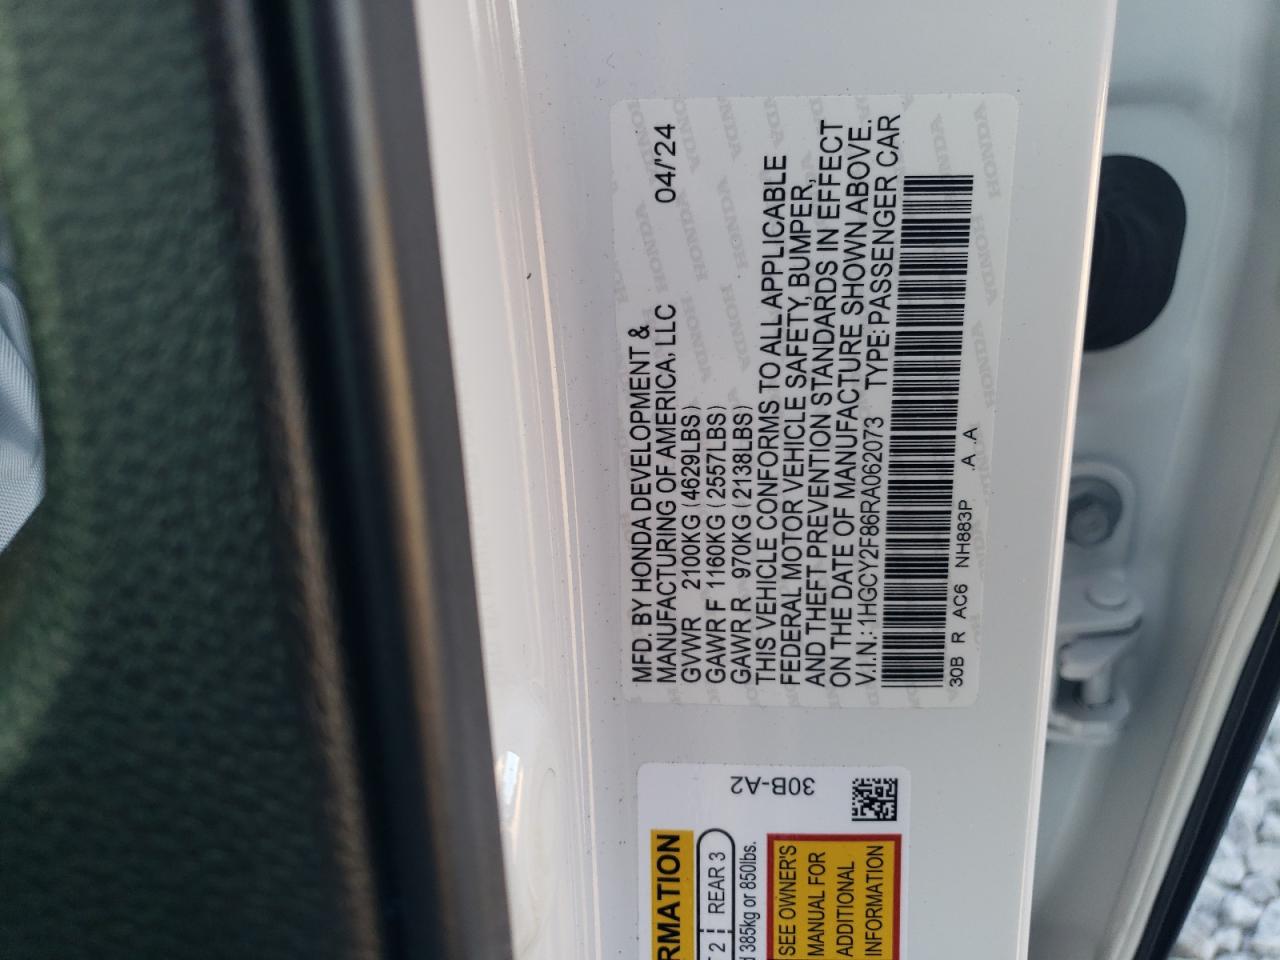 MFD. BY HONDA DEVELOPMENT &
MANUFACTURING OF AMERICA, LLC 04/'24
GVWR 2100KG (4629LBS)
GAWR F 1160KG (2557LBS)
GAWR R 970KG (2138LBS)
THIS VEHICLE CONFORMS TO ALL APPLICABLE
FEDERAL MOTOR VEHICLE SAFETY, BUMPER,
AND THEFT PREVENTION STANDARDS IN EFFECT
ON THE DATE OF MANUFACTURE SHOWN ABOVE.
V.I.N.: 1HGCY2F86RA062073 TYPE: PASSENGER CAR
30B R AC6 NH883P .A .A
30B-A2
RMATION
2 REAR 3
385kg or 850lbs.
SEE OWNER'S
MANUAL FOR
ADDITIONAL
INFORMATION